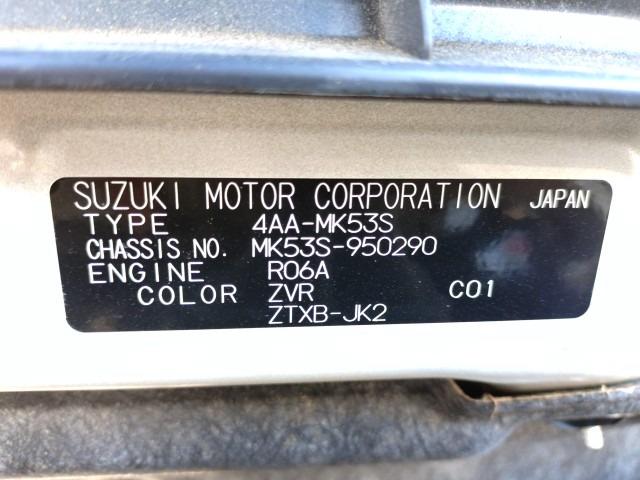 SUZUKI MOTOR CORPORATION JAPAN
TYPE 4AA-MK53S
CHASSIS NO. MK53S-950290
ENGINE R06A
COLOR ZVR C01
ZTXB-JK2